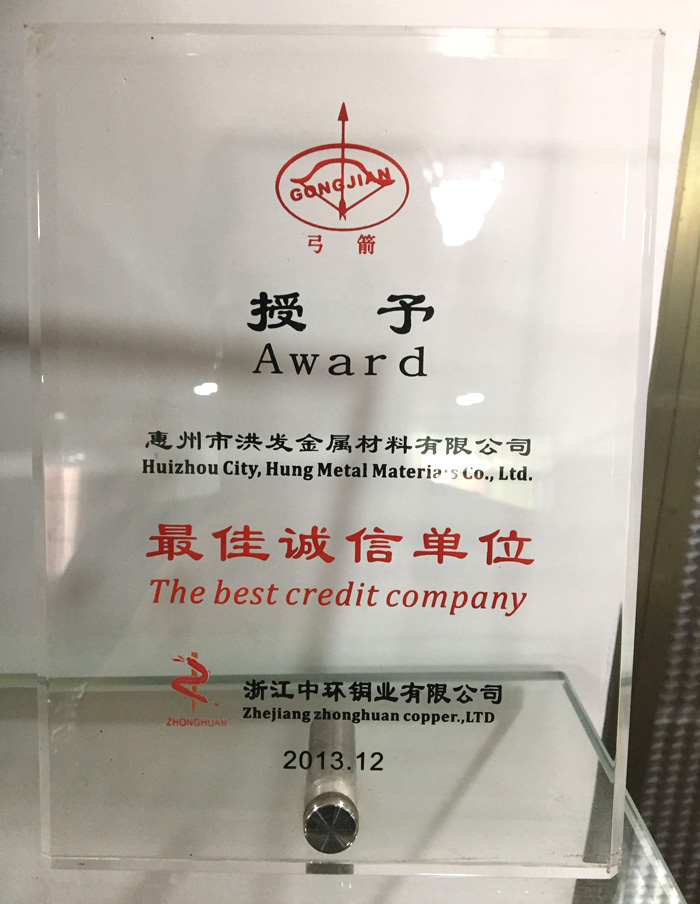 GONGJIAN
弓 箭
授 予
Award
惠州市洪发金属材料有限公司
Huizhou City, Hung Metal Materials Co., Ltd.
最佳诚信单位
The best credit company
ZHONGHUAN
浙江中环铜业有限公司
Zhejiang zhonghuan copper.,LTD
2013.12